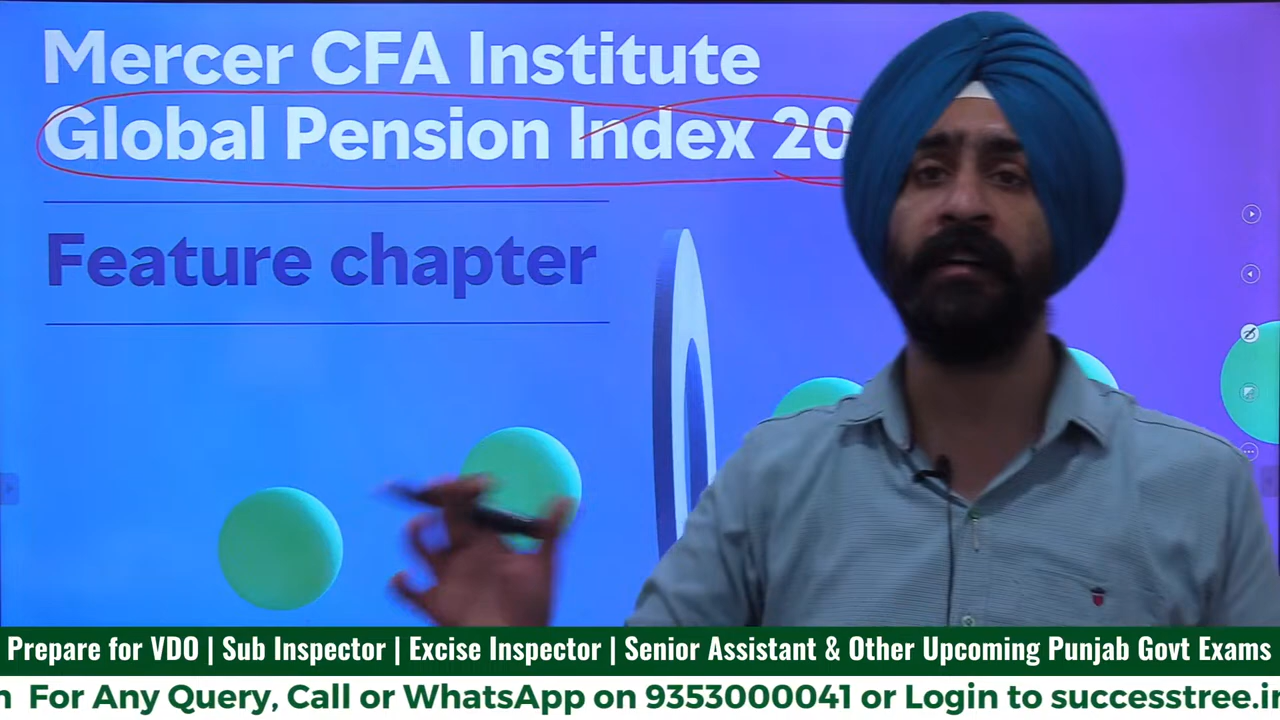 Mercer CFA Institute
Global Pension Index 20
Feature chapter
Prepare for VDO | Sub Inspector | Excise Inspector | Senior Assistant & Other Upcoming Punjab Govt Exams
For Any Query, Call or WhatsApp on 9353000041 or Login to successtree.in